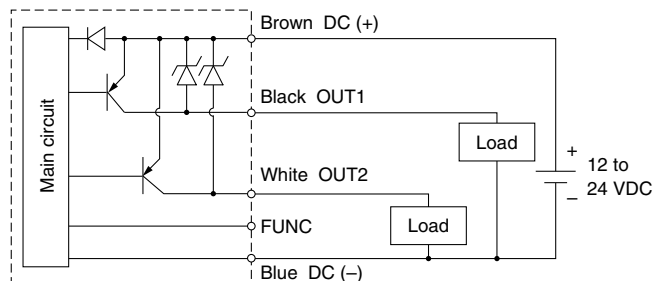 Brown DC (+)
Main circuit
Black OUT1
Load
+
12 to
24 VDC
−
White OUT2
Load
FUNC
Blue DC (−)